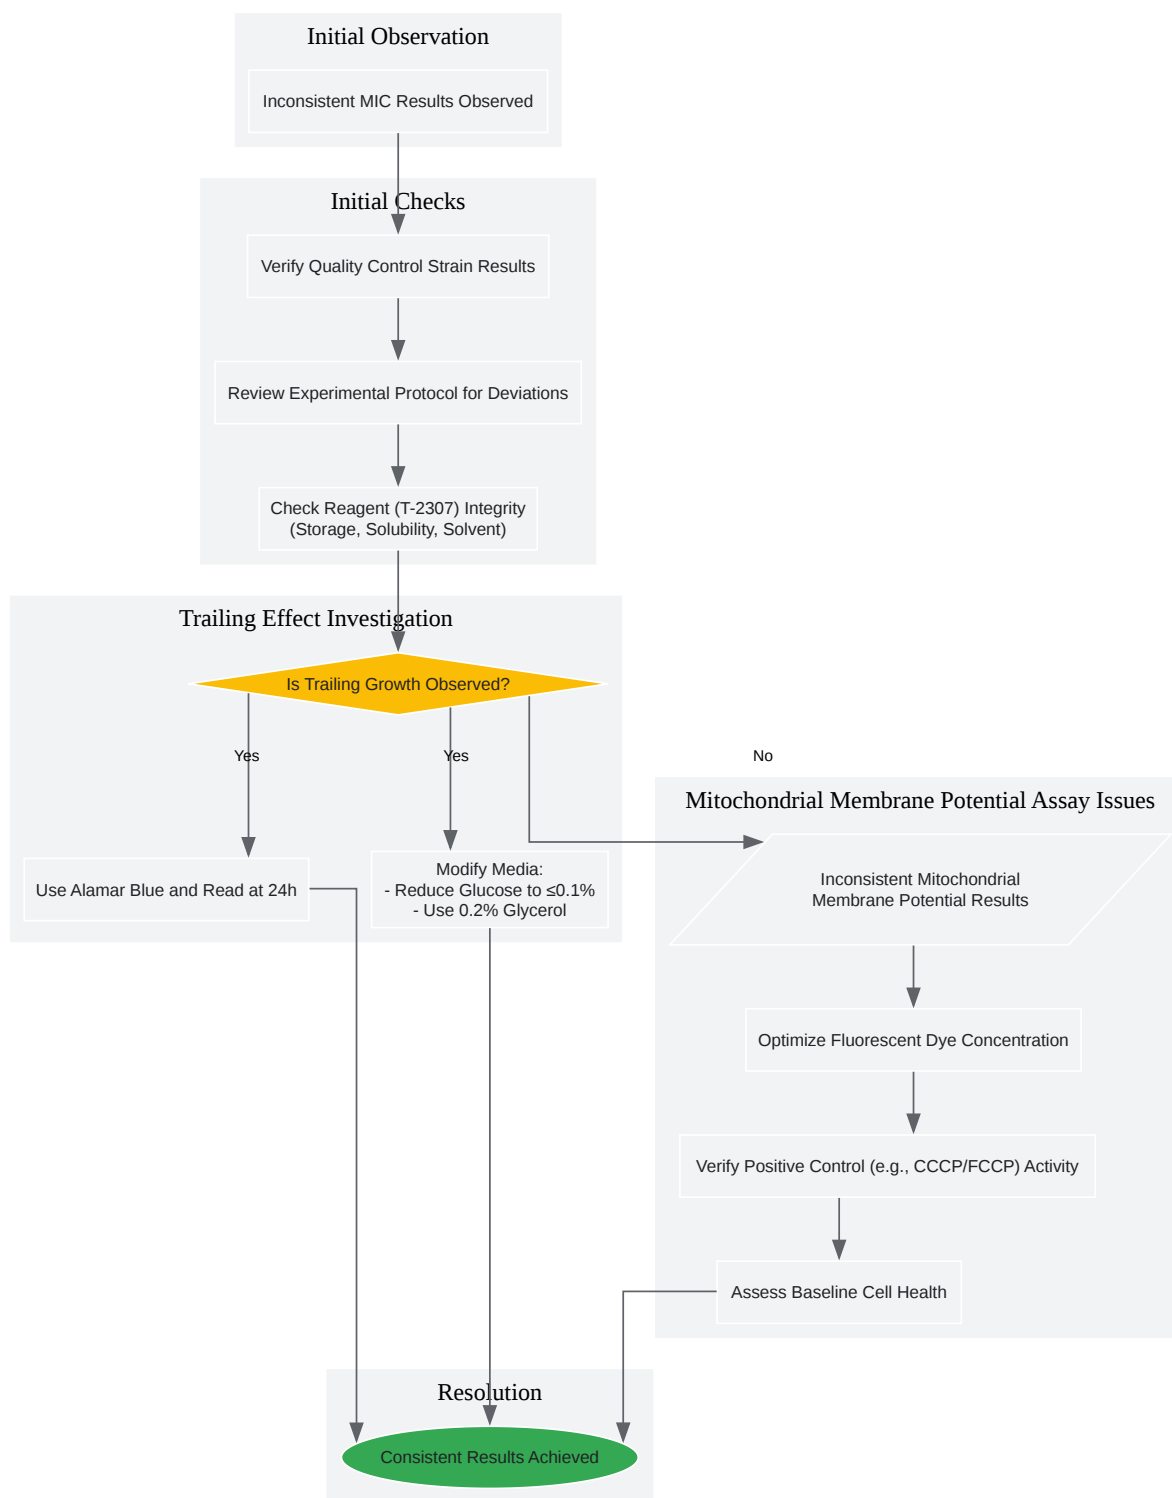 Initial Observation
Inconsistent MIC Results Observed
Initial Checks
Verify Quality Control Strain Results
Review Experimental Protocol for Deviations
Check Reagent (T-2307) Integrity
(Storage, Solubility, Solvent)
Trailing Effect Investigation
Is Trailing Growth Observed?
Yes
Yes
No
Use Alamar Blue and Read at 24h
Modify Media:
- Reduce Glucose to ≤0.1%
- Use 0.2% Glycerol
Mitochondrial Membrane Potential Assay Issues
Inconsistent Mitochondrial
Membrane Potential Results
Optimize Fluorescent Dye Concentration
Verify Positive Control (e.g., CCCP/FCCP) Activity
Assess Baseline Cell Health
Resolution
Consistent Results Achieved